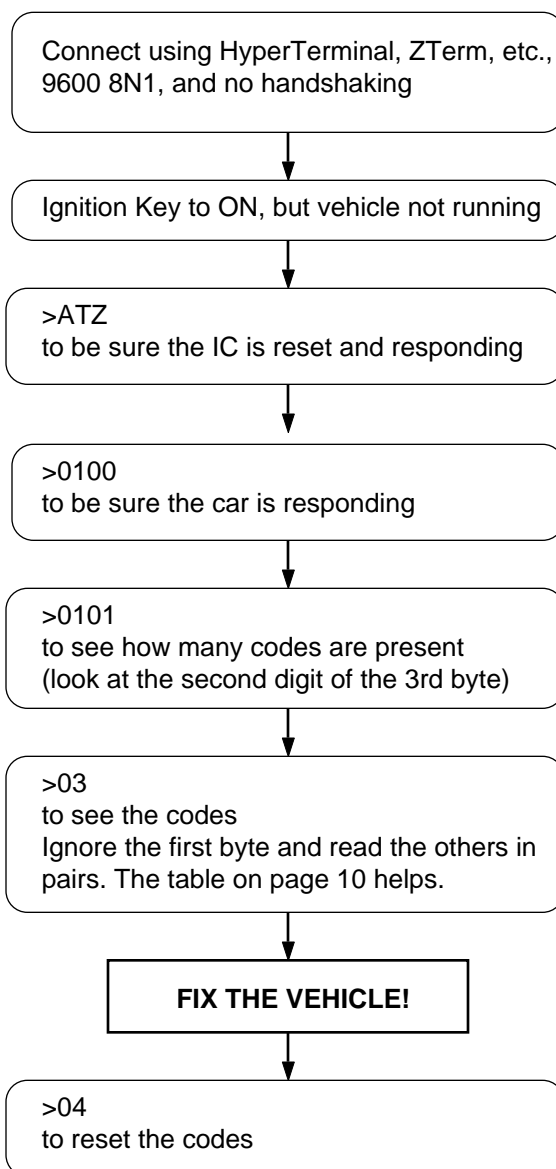 Connect using HyperTerminal, ZTerm, etc.,
9600 8N1, and no handshaking
Ignition Key to ON, but vehicle not running
>ATZ
to be sure the IC is reset and responding
>0100
to be sure the car is responding
>0101
to see how many codes are present
(look at the second digit of the 3rd byte)
>03
to see the codes
Ignore the first byte and read the others in
pairs. The table on page 10 helps.
FIX THE VEHICLE!
>04
to reset the codes